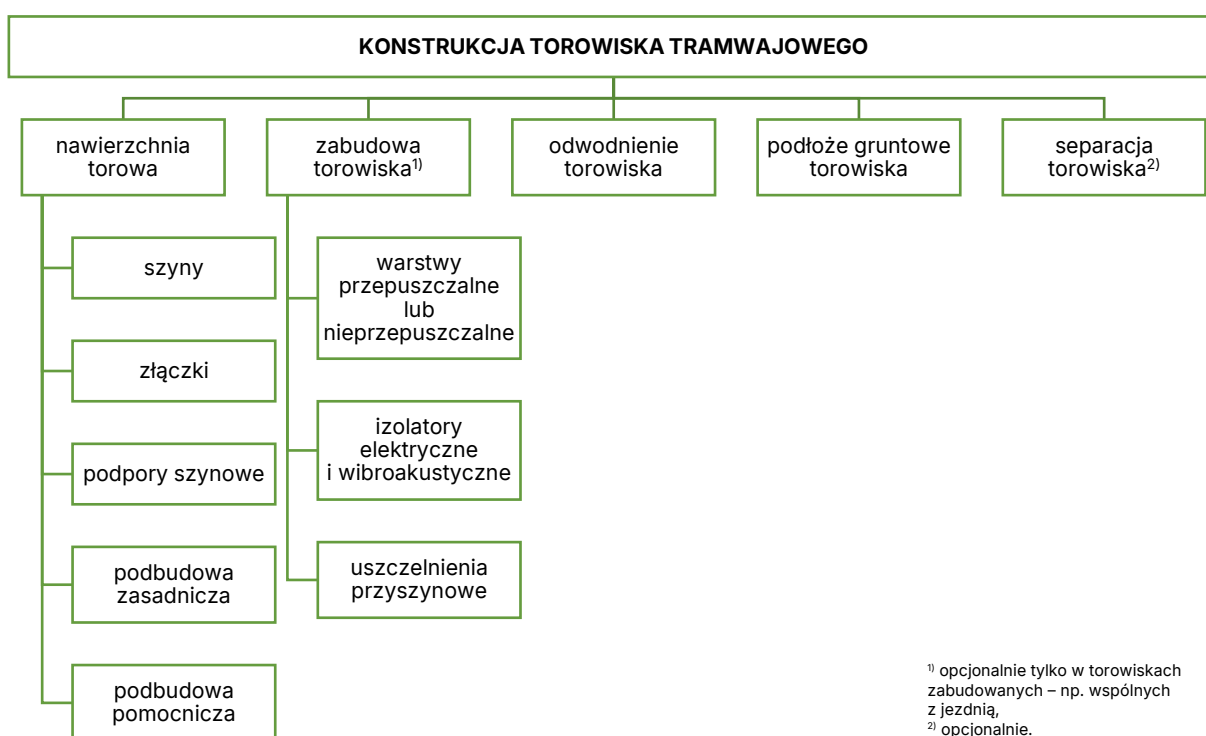 KONSTRUKCJA TOROWISKA TRAMWAJOWEGO
nawierzchnia
torowa
zabudowa
torowiska¹⁾
odwodnienie
torowiska
podłoże gruntowe
torowiska
separacja
torowiska²⁾
szyny
złączki
podpory szynowe
podbudowa
zasadnicza
podbudowa
pomocnicza
warstwy
przepuszczalne
lub
nieprzepuszczalne
izolatory
elektryczne
i wibroakustyczne
uszczelnienia
przyszynowe
¹⁾ opcjonalnie tylko w torowiskach
zabudowanych – np. wspólnych
z jezdnią,
²⁾ opcjonalnie.